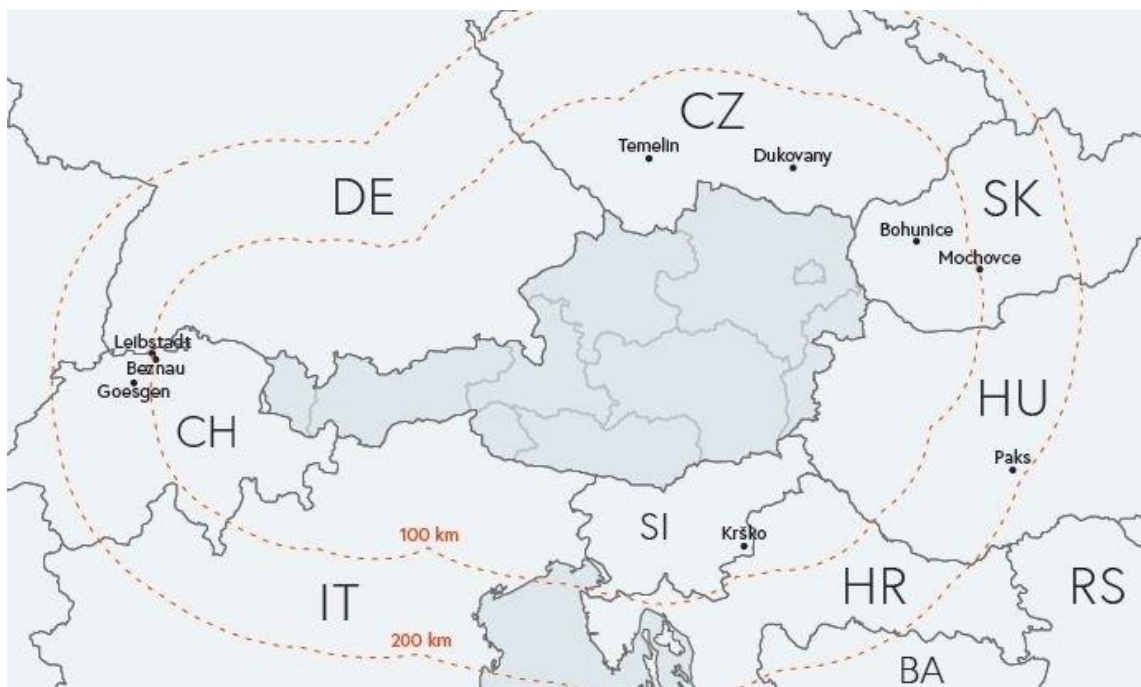 CZ
Temelin
Dukovany
DE
SK
Bohunice
Mochovce
Leibstadt
Beznau
Goesgen
CH
HU
Paks
SI
Krško
100 km
IT
HR
RS
200 km
BA